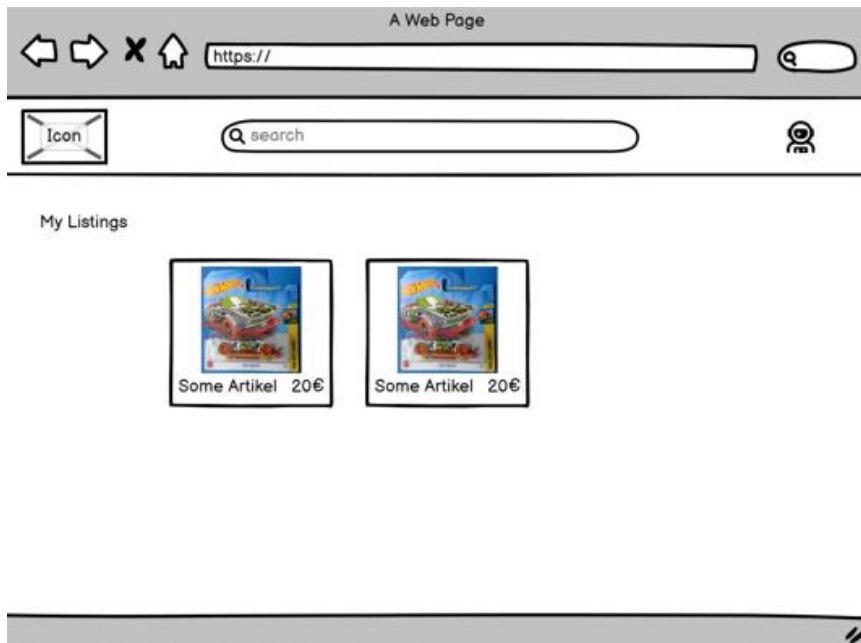 A Web Page
https://
Icon
search
My Listings
Some Artikel 20€
Some Artikel 20€